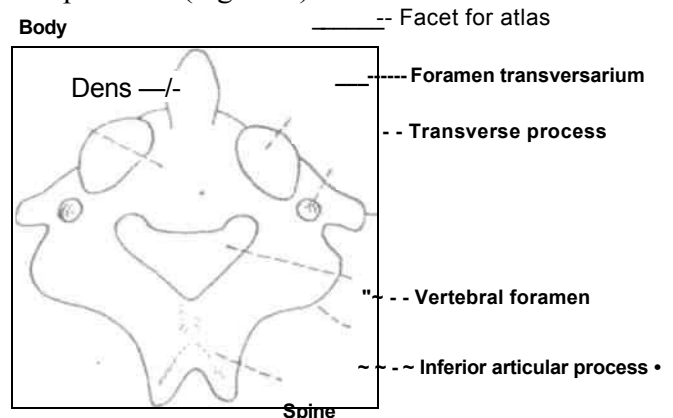 Body
-- Facet for atlas
Dens —/-
------ Foramen transversarium
- - Transverse process
"~ - - Vertebral foramen
~ ~ - ~ Inferior articular process •
Spine